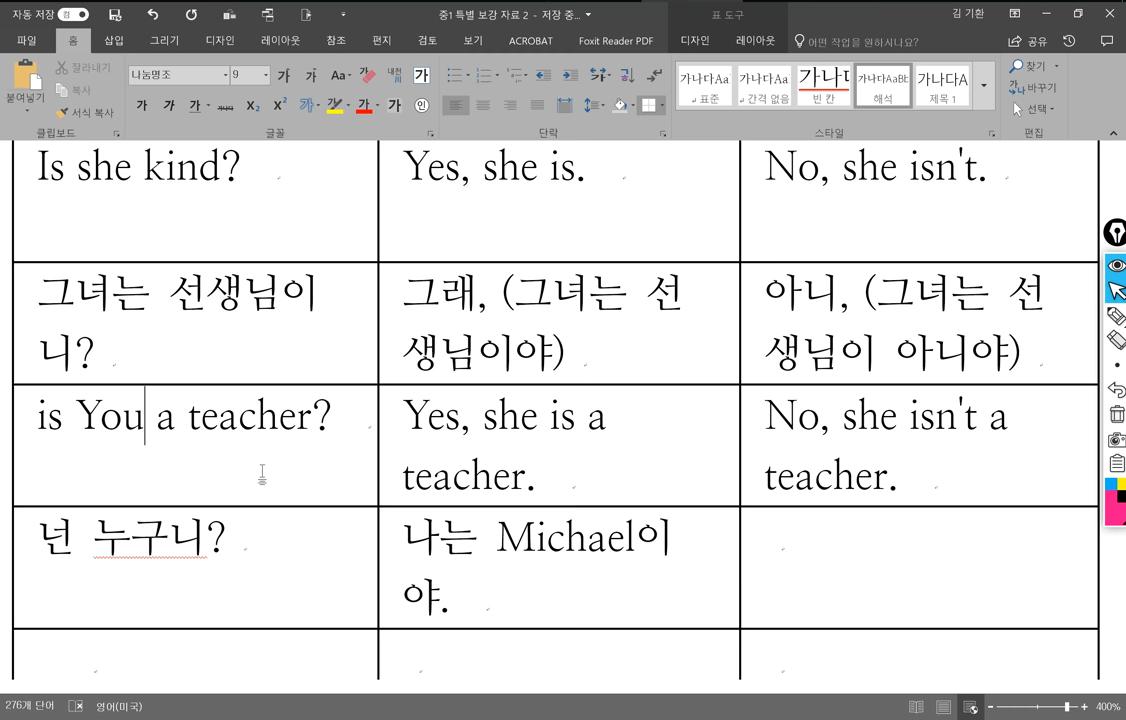 자동 저장 컴
중1 특별 보강 자료 2 - 저장 중...
표 도구
김 기환
파일 홈 삽입 그리기 디자인 레이아웃 참조 편지 검토 보기 ACROBAT Foxit Reader PDF 디자인 레이아웃 어떤 작업을 원하시나요? 공유
붙여넣기
잘라내기
복사
서식 복사
클립보드
나눔명조 9
글꼴
단락
가나다Aa
표준
가나다Aa
간격 없음
빈 칸
가나다AaBb
해석
가나다A
제목 1
스타일
찾기
바꾸기
선택
편집
Is she kind? Yes, she is. No, she isn't.
그녀는 선생님이 그래, (그녀는 선 아니, (그녀는 선
니? 생님이야) 생님이 아니야)
is You a teacher? Yes, she is a No, she isn't a
teacher. teacher.
넌 누구니? 나는 Michael이
야.
276개 단어 영어(미국) 400%